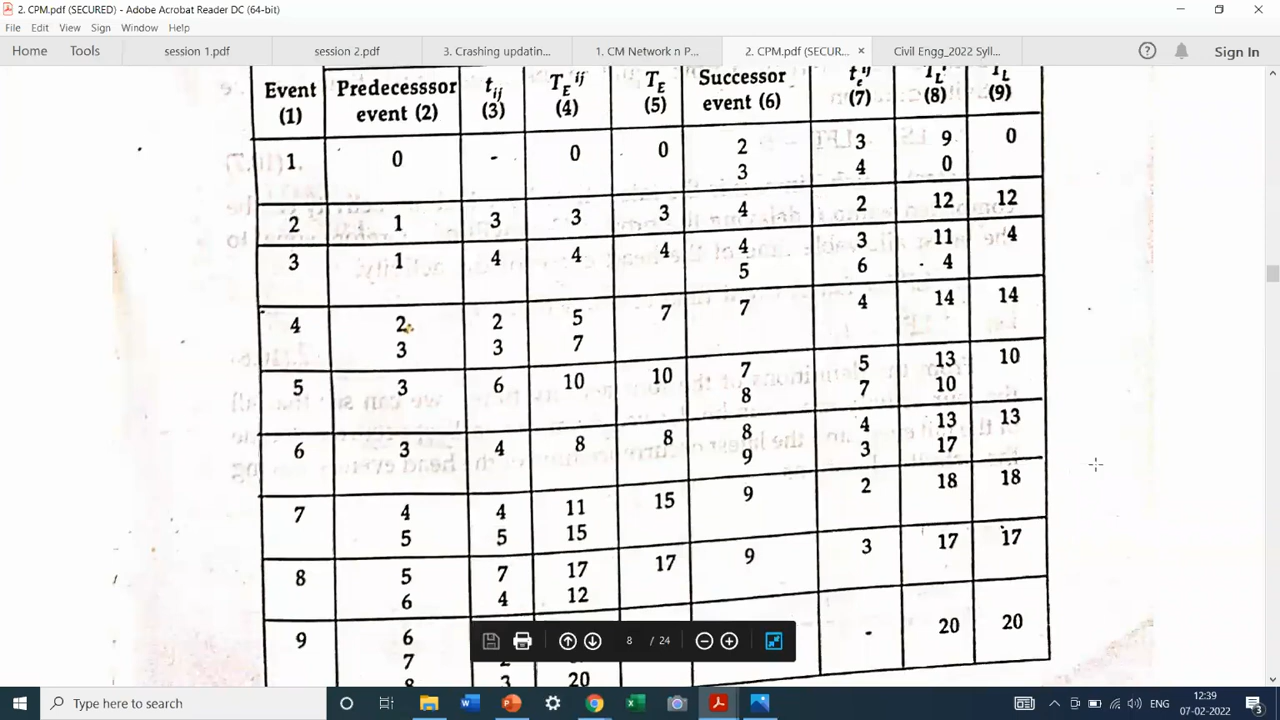 2. CPM.pdf (SECURED) - Adobe Acrobat Reader DC (64-bit)
File Edit View Sign Window Help
Home Tools session 1.pdf session 2.pdf 3. Crashing updatin... 1. CM Network n P... 2. CPM.pdf (SECUR... × Civil Engg_2022 Syll... Sign In
Event (1) Predecesssor event (2) tij (3) TE ij (4) TE (5) Successor event (6) te ij (7) TL (8) TL (9)
1 0 - 0 0 2 3 9 0
3 4 0
2 1 3 3 3 4 2 12 12
3 1 4 4 4 4 3 11 4
5 6 4
4 2 2 5 7 7 4 14 14
3 3 7
5 3 6 10 10 7 5 13 10
8 7 10
6 3 4 8 8 8 4 13 13
9 3 17
7 4 4 11 15 9 2 18 18
5 5 15
8 5 7 17 17 9 3 17 17
6 4 12
9 6 - 20 20
7
3 20
8 / 24
Type here to search
ENG
12:39
07-02-2022
3